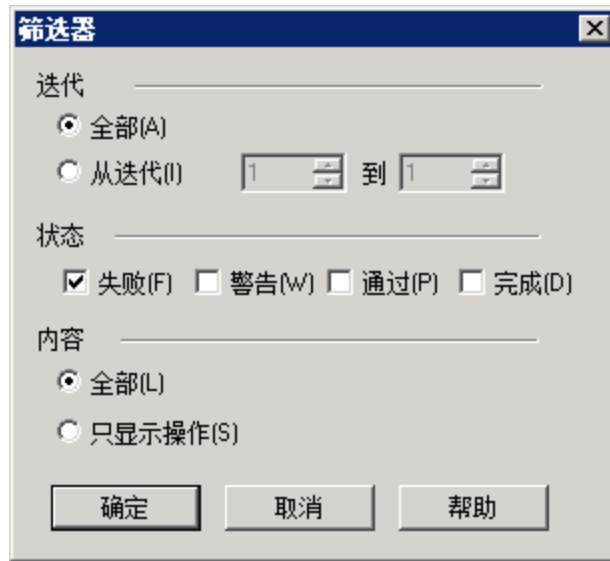 筛选器
迭代
全部(A)
从迭代(I) 1 到 1
状态
失败(F) 警告(W) 通过(P) 完成(D)
内容
全部(L)
只显示操作(S)
确定 取消 帮助